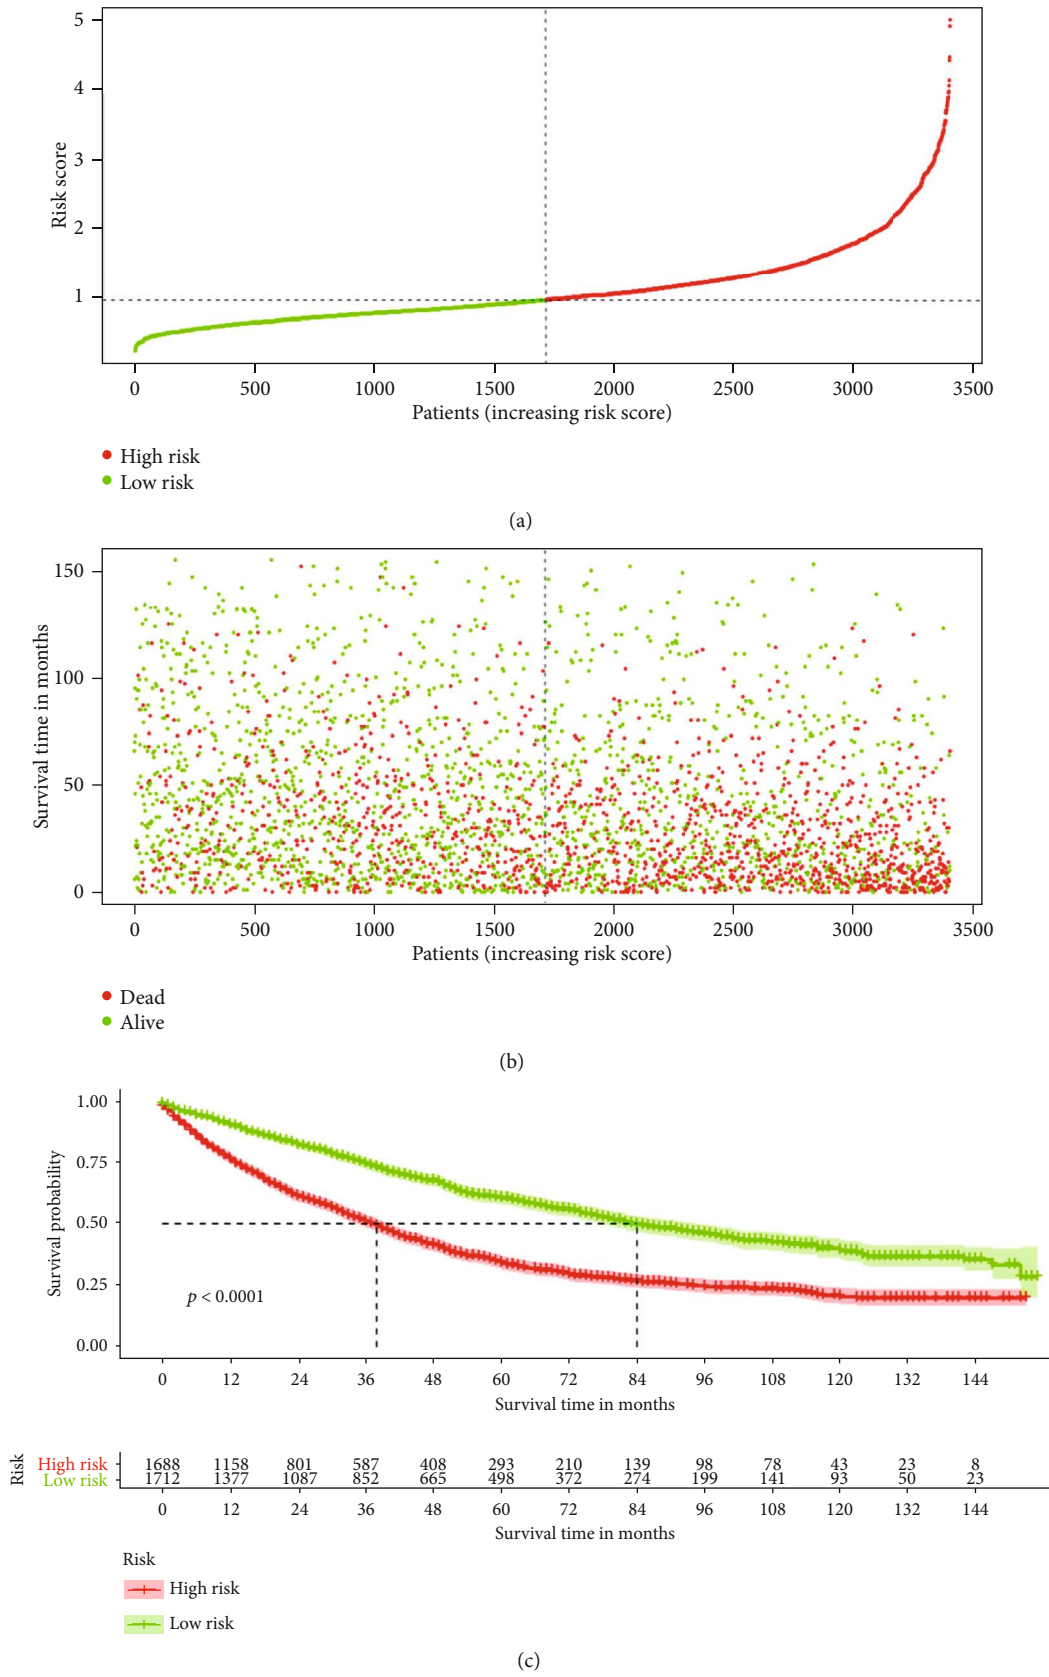 5
4
3
2
1
Risk score
0 500 1000 1500 2000 2500 3000 3500
Patients (increasing risk score)
High risk
Low risk
(a)
150
100
50
0
Survival time in months
0 500 1000 1500 2000 2500 3000 3500
Patients (increasing risk score)
Dead
Alive
(b)
1.00
0.75
0.50
0.25
0.00
Survival probability
p < 0.0001
0 12 24 36 48 60 72 84 96 108 120 132 144
Survival time in months
Risk
High risk 1688 1158 801 587 408 293 210 139 98 78 43 23 8
Low risk 1712 1377 1087 852 665 498 372 274 199 141 93 50 23
0 12 24 36 48 60 72 84 96 108 120 132 144
Survival time in months
Risk
High risk
Low risk
(c)